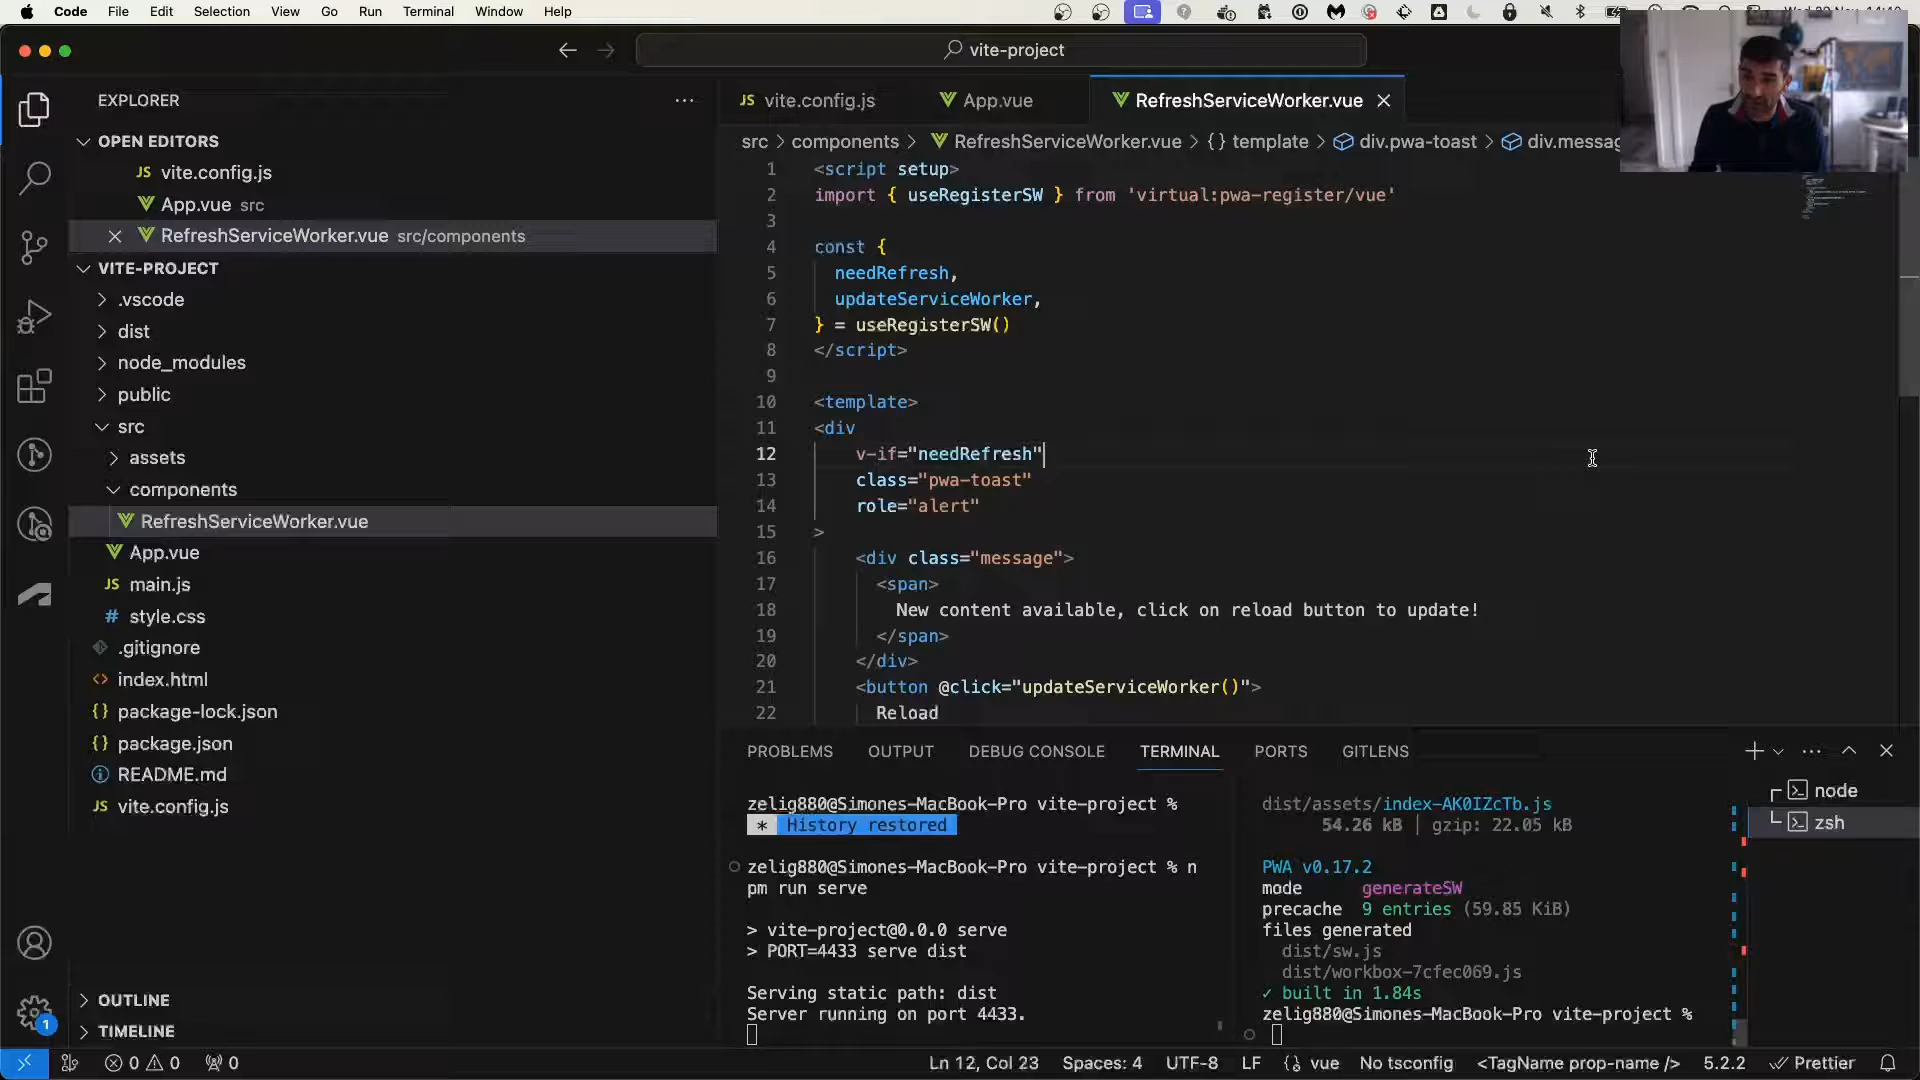 Code File Edit Selection View Go Run Terminal Window Help
vite-project
EXPLORER
OPEN EDITORS
JS vite.config.js
App.vue src
RefreshServiceWorker.vue src/components
VITE-PROJECT
.vscode
dist
node_modules
public
src
assets
components
RefreshServiceWorker.vue
App.vue
JS main.js
# style.css
.gitignore
<> index.html
{} package-lock.json
{} package.json
README.md
JS vite.config.js
OUTLINE
TIMELINE
1
JS vite.config.js App.vue RefreshServiceWorker.vue
src > components > RefreshServiceWorker.vue > {} template > div.pwa-toast > div.messag
1 <script setup>
2 import { useRegisterSW } from 'virtual:pwa-register/vue'
3
4 const {
5 needRefresh,
6 updateServiceWorker,
7 } = useRegisterSW()
8 </script>
9
10 <template>
11 <div
12 v-if="needRefresh"
13 class="pwa-toast"
14 role="alert"
15 >
16 <div class="message">
17 <span>
18 New content available, click on reload button to update!
19 </span>
20 </div>
21 <button @click="updateServiceWorker()">
22 Reload
PROBLEMS OUTPUT DEBUG CONSOLE TERMINAL PORTS GITLENS
zelig880@Simones-MacBook-Pro vite-project %
* History restored
zelig880@Simones-MacBook-Pro vite-project % n
pm run serve
> vite-project@0.0.0 serve
> PORT=4433 serve dist
Serving static path: dist
Server running on port 4433.
dist/assets/index-AK0IZcTb.js
54.26 kB | gzip: 22.05 kB
PWA v0.17.2
mode generateSW
precache 9 entries (59.85 KiB)
files generated
dist/sw.js
dist/workbox-7cfec069.js
✓ built in 1.84s
zelig880@Simones-MacBook-Pro vite-project %
node
zsh
0 0 0 Ln 12, Col 23 Spaces: 4 UTF-8 LF {} vue No tsconfig <TagName prop-name /> 5.2.2 Prettier